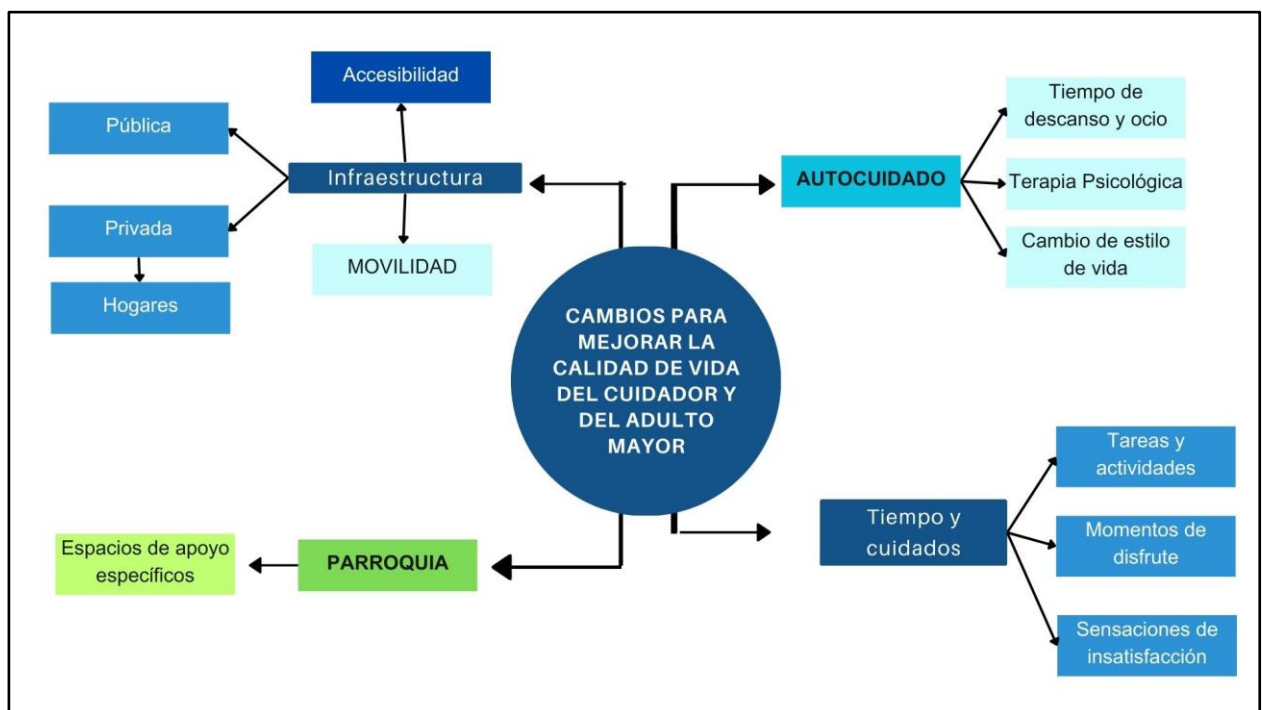 Accesibilidad
Pública
Infraestructura
Privada
MOVILIDAD
Hogares
Tiempo de
descanso y ocio
AUTOCUIDADO
Terapia Psicológica
Cambio de estilo
de vida
CAMBIOS PARA
MEJORAR LA
CALIDAD DE VIDA
DEL CUIDADOR Y
DEL ADULTO
MAYOR
Espacios de apoyo
específicos
PARROQUIA
Tiempo y
cuidados
Tareas y
actividades
Momentos de
disfrute
Sensaciones de
insatisfacción